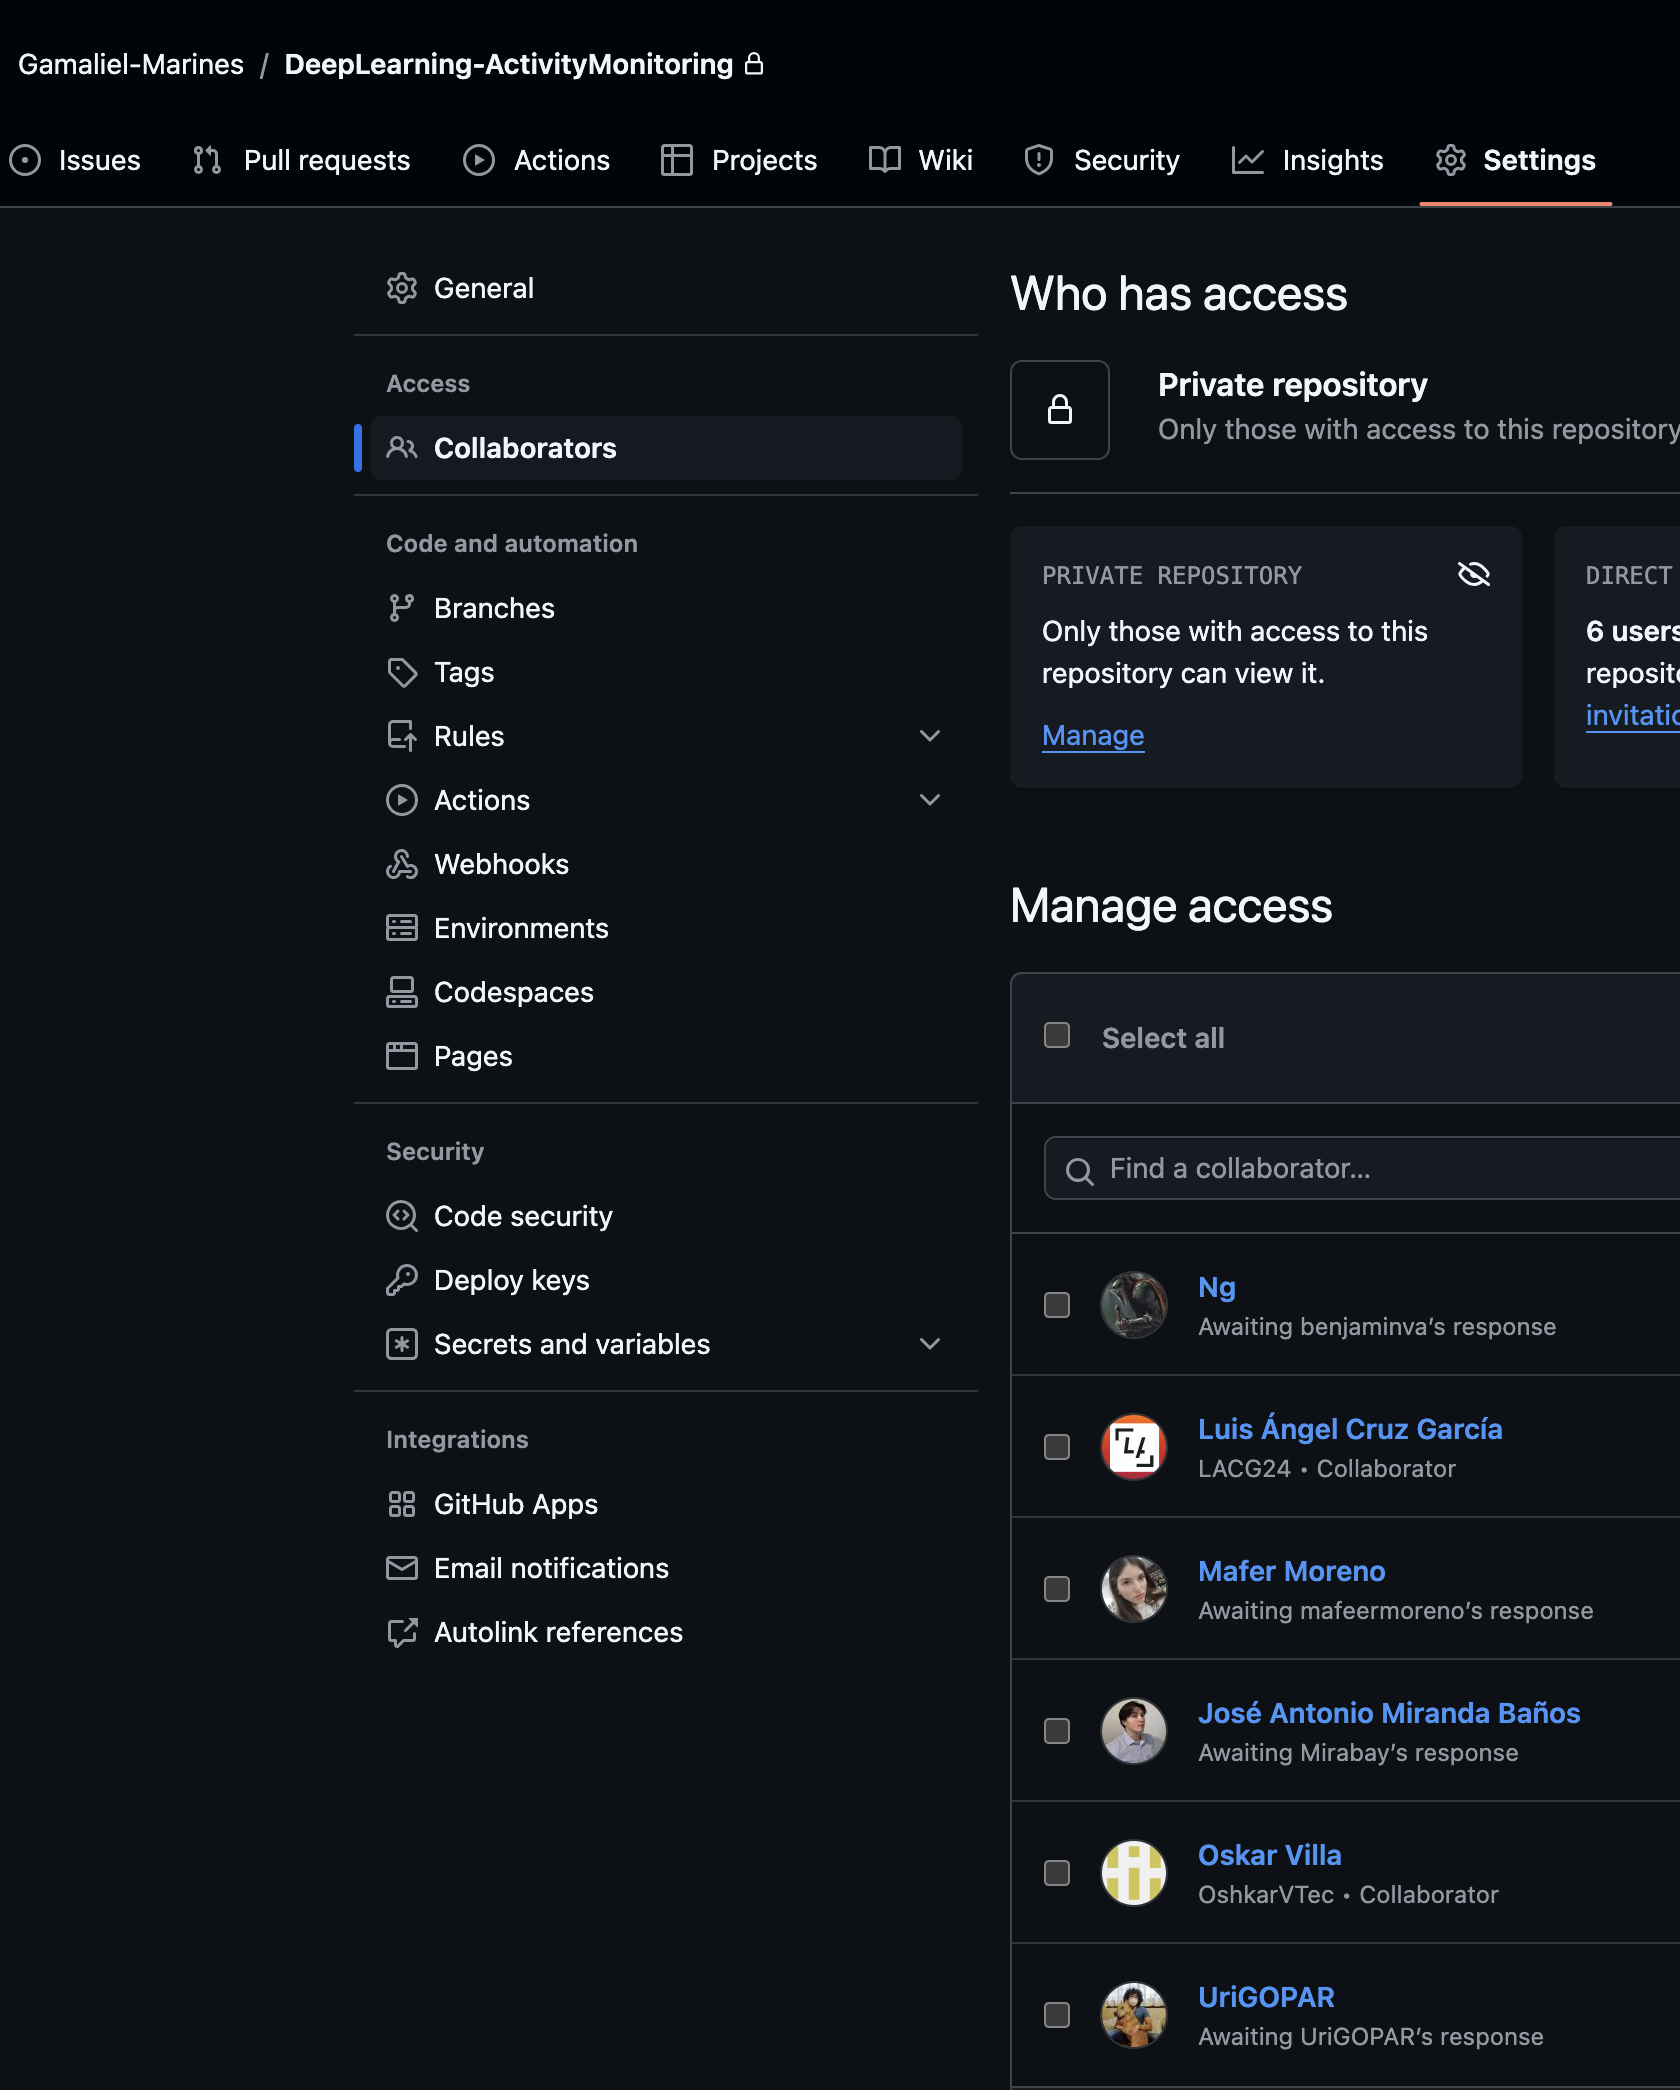 Gamaliel-Marines / DeepLearning-ActivityMonitoring
Issues Pull requests Actions Projects Wiki Security Insights Settings
General
Access
Collaborators
Code and automation
Branches
Tags
Rules
Actions
Webhooks
Environments
Codespaces
Pages
Security
Code security
Deploy keys
Secrets and variables
Integrations
GitHub Apps
Email notifications
Autolink references
Who has access
Private repository
Only those with access to this repository
PRIVATE REPOSITORY
Only those with access to this
repository can view it.
Manage
DIRECT
6 users
Manage access
Select all
Find a collaborator...
Ng
Awaiting benjaminva’s response
Luis Ángel Cruz García
LACG24 • Collaborator
Mafer Moreno
Awaiting mafeermoreno’s response
José Antonio Miranda Baños
Awaiting Mirabay’s response
Oskar Villa
OshkarVTec • Collaborator
UriGOPAR
Awaiting UriGOPAR’s response